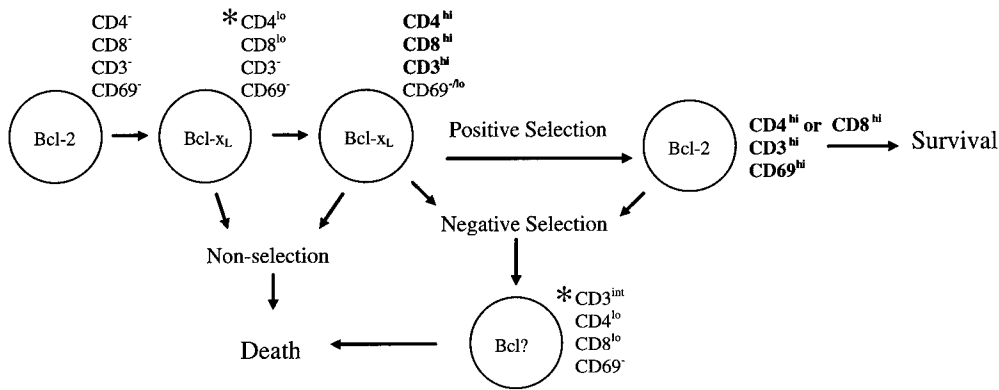 CD4⁻
CD8⁻
CD3⁻
CD69⁻
Bcl-2
*CD4ˡᵒ
CD8ˡᵒ
CD3⁻
CD69⁻
Bcl-x_L
CD4ʰⁱ
CD8ʰⁱ
CD3ʰⁱ
CD69⁻/ˡᵒ
Bcl-x_L
Positive Selection
Bcl-2
CD4ʰⁱ or CD8ʰⁱ
CD3ʰⁱ
CD69ʰⁱ
Survival
Non-selection
Negative Selection
Death
Bcl?
*CD3ⁱⁿᵗ
CD4ˡᵒ
CD8ˡᵒ
CD69⁻